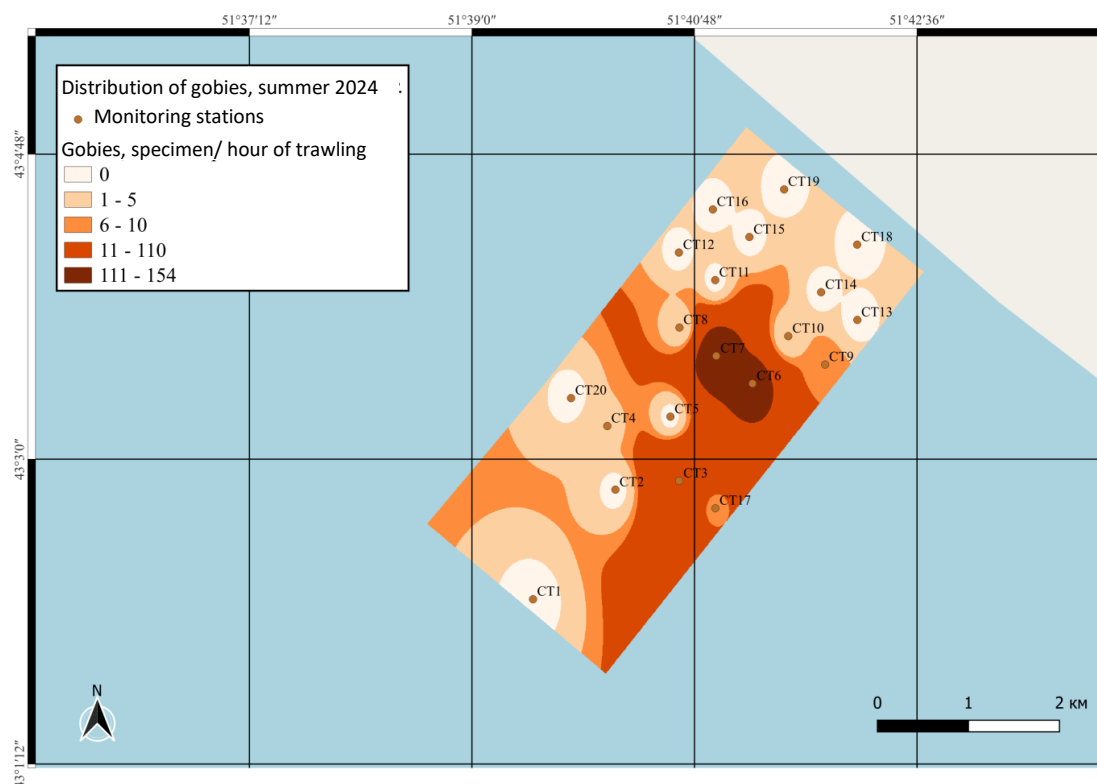 51°37'12" 51°39'0" 51°40'48" 51°42'36"
Distribution of gobies, summer 2024 :
Monitoring stations
Gobies, specimen/ hour of trawling
0
1 - 5
6 - 10
11 - 110
111 - 154
43°4'48"
43°3'0"
43°1'12"
CT19
CT16
CT15
CT18
CT12
CT11
CT14
CT13
CT8
CT10
CT7
CT9
CT6
CT20
CT5
CT4
CT3
CT2
CT17
CT1
N
0 1 2 км